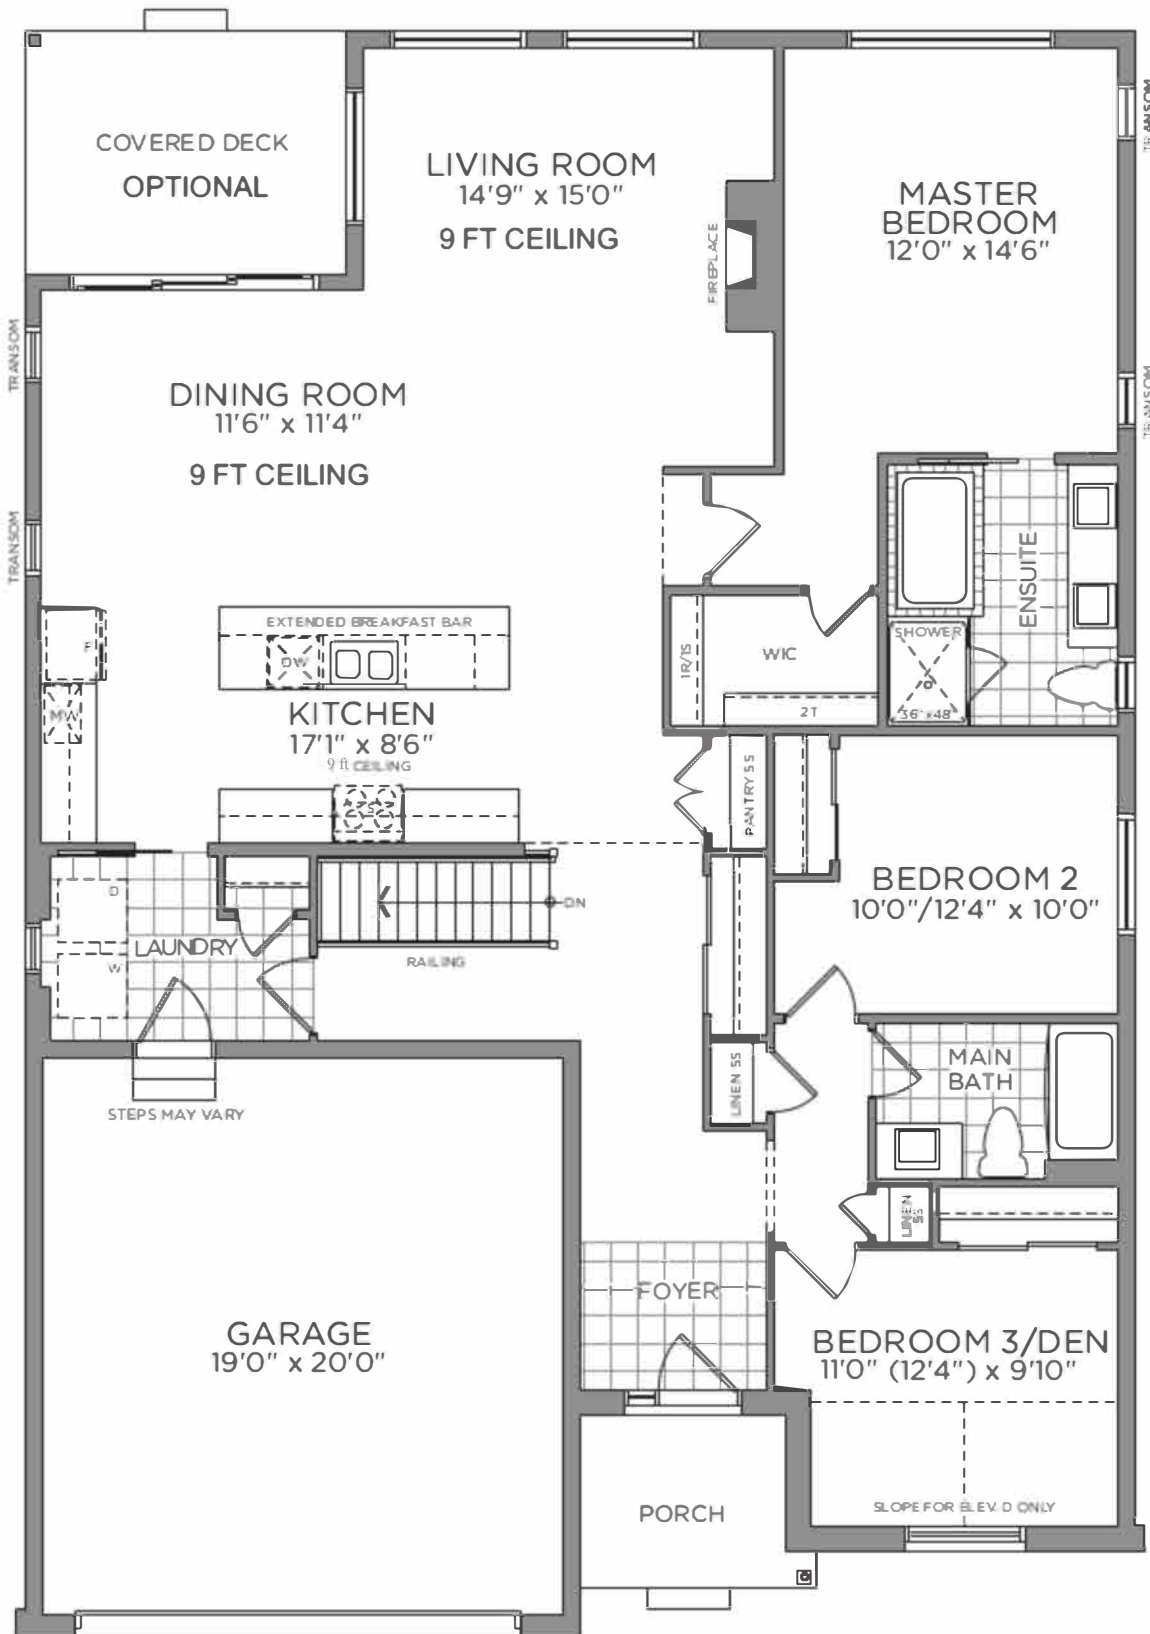 COVERED DECK
OPTIONAL
LIVING ROOM
14'9" x 15'0"
9 FT CEILING
FIREPLACE
MASTER
BEDROOM
12'0" x 14'6"
TRANSOM
TRANSOM
TRANSOM
TRANSOM
DINING ROOM
11'6" x 11'4"
9 FT CEILING
ENSUITE
SHOWER
36"x48"
EXTENDED BREAKFAST BAR
DW
F
MW
KITCHEN
17'1" x 8'6"
9 ft CEILING
S
1R/1S
WIC
2T
PANTRY 5S
BEDROOM 2
10'0"/12'4" x 10'0"
D
LAUNDRY
W
DN
RAILING
STEPS MAY VARY
LINEN 5S
MAIN
BATH
LINEN
5S
FOYER
GARAGE
19'0" x 20'0"
BEDROOM 3/DEN
11'0" (12'4") x 9'10"
SLOPE FOR ELEV. D ONLY
PORCH